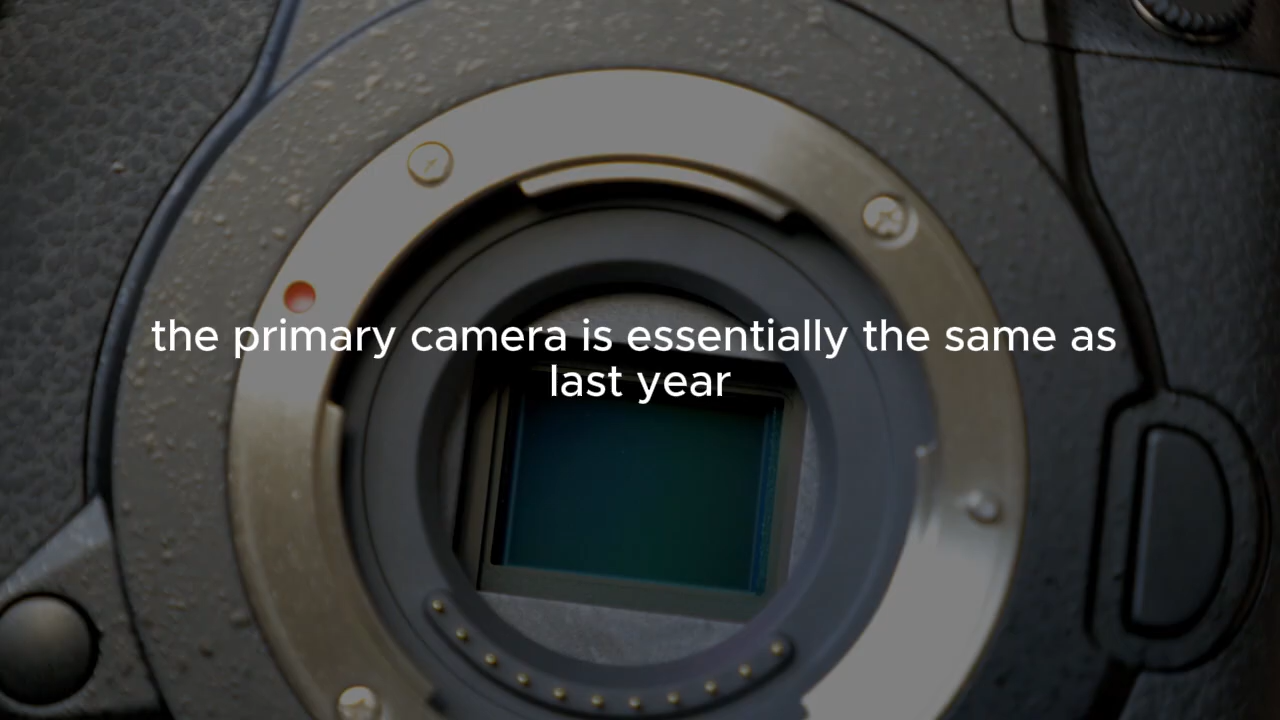 the primary camera is essentially the same as
last year